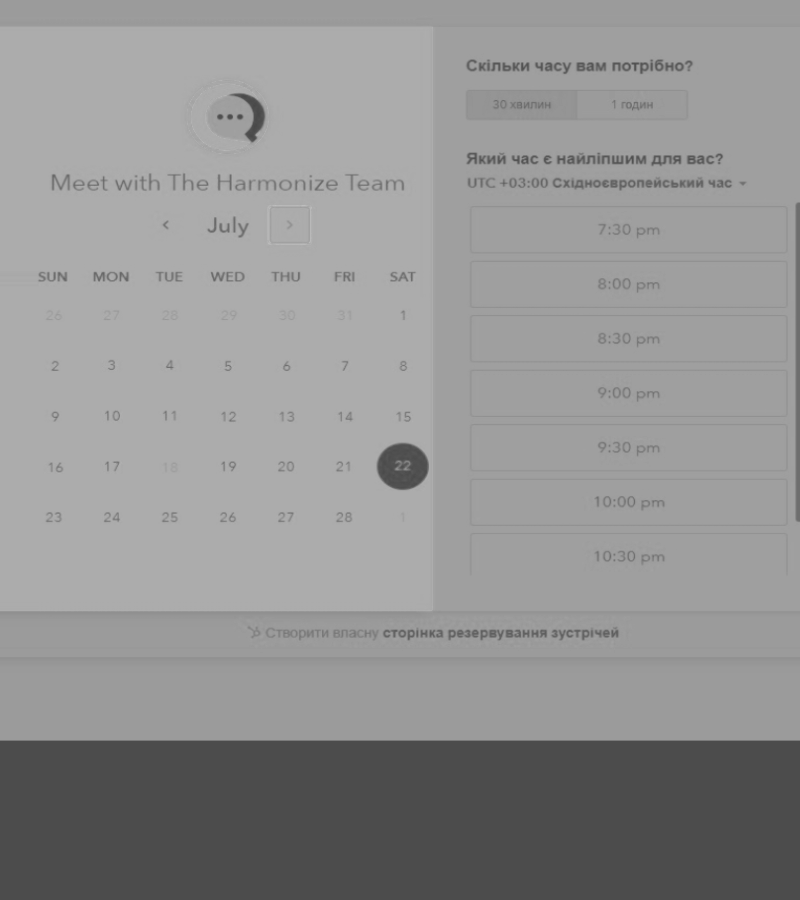 Meet with The Harmonize Team
July
SUN MON TUE WED THU FRI SAT
26 27 28 29 30 31 1
2 3 4 5 6 7 8
9 10 11 12 13 14 15
16 17 18 19 20 21 22
23 24 25 26 27 28 1
Скільки часу вам потрібно?
30 хвилин 1 годин
Який час є найліпшим для вас?
UTC +03:00 Східноєвропейський час
7:30 pm
8:00 pm
8:30 pm
9:00 pm
9:30 pm
10:00 pm
10:30 pm
Створити власну сторінка резервування зустрічей